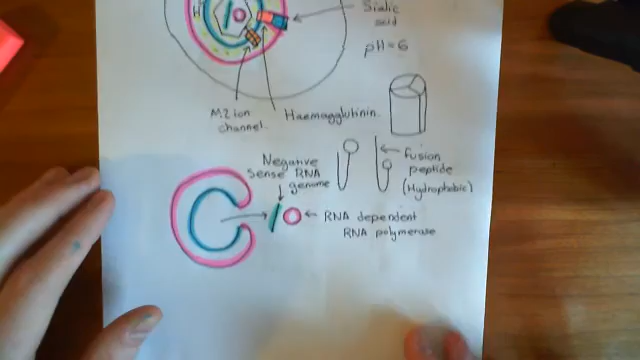 Sialic
acid
pH=6
M2 ion
channel.
Haemagglutinin.
Negative
Sense RNA
genome
Fusion
peptide
(Hydrophobic)
RNA dependent
RNA polymerase